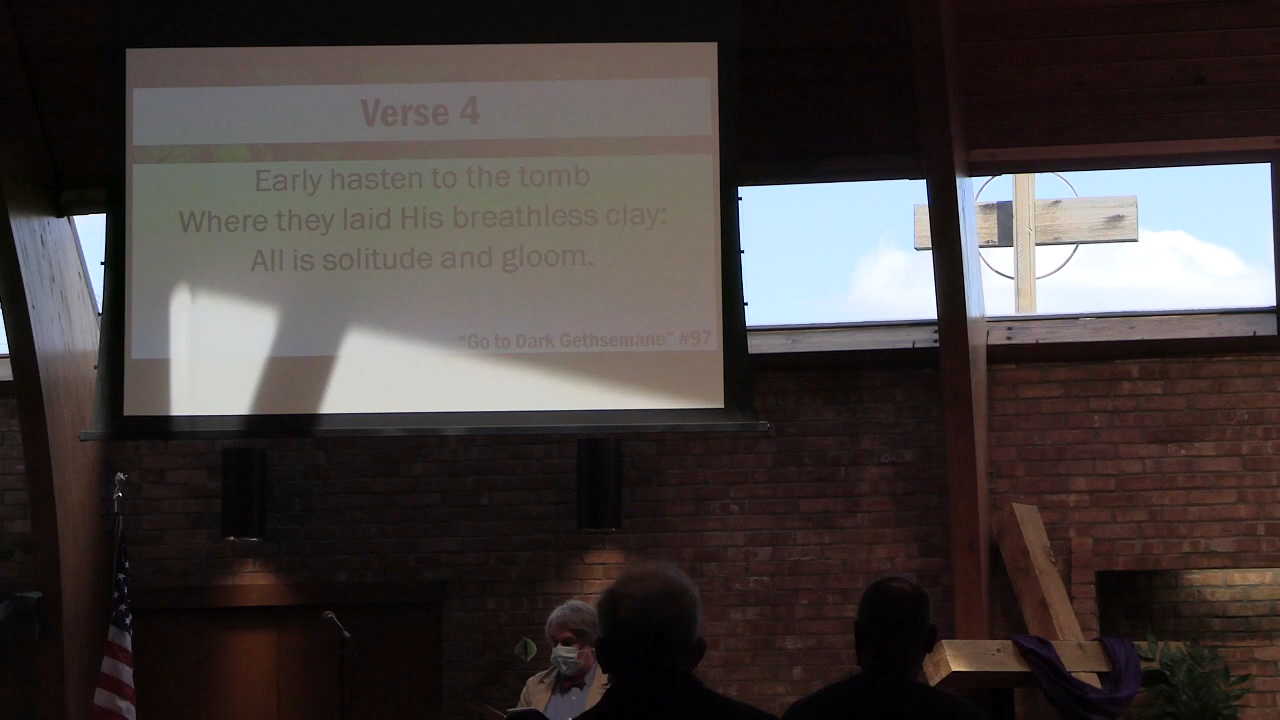 Verse 4
Early hasten to the tomb
Where they laid His breathless clay:
All is solitude and gloom.
"Go to Dark Gethsemane" #97